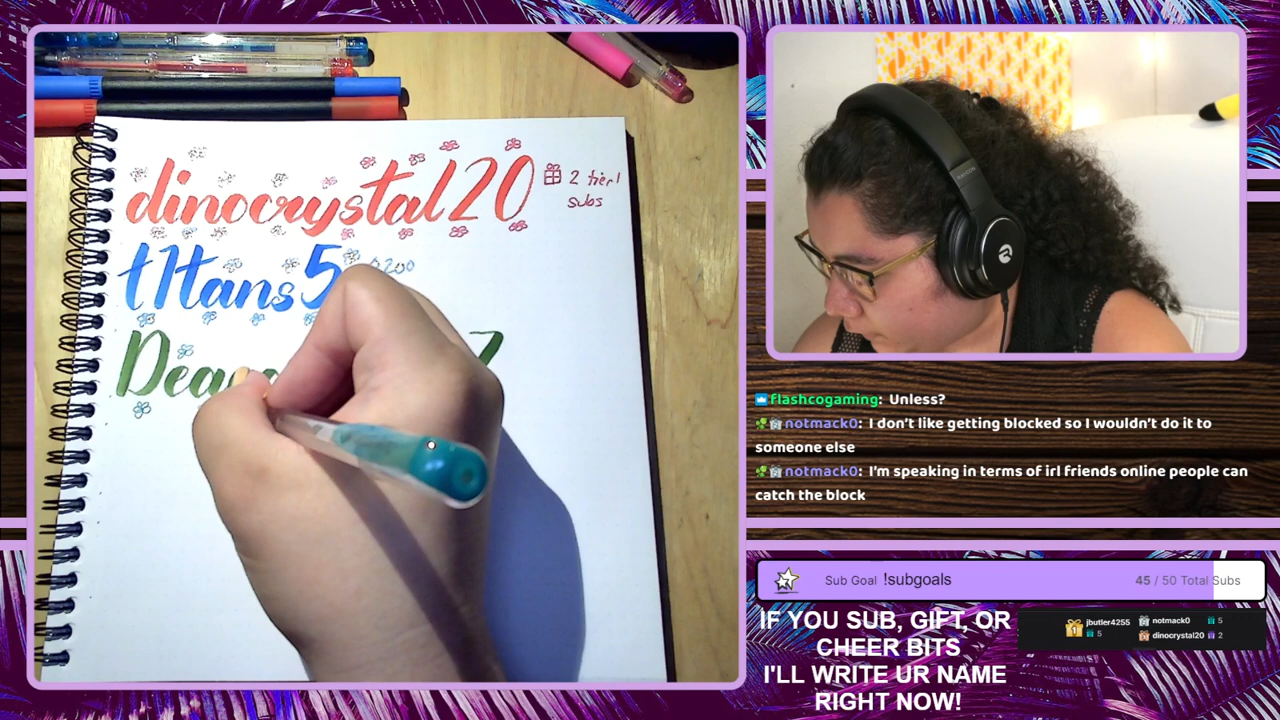 dinocrystal20
2 tier 1
subs
t1tans5
200
flashcogaming: Unless?
notmack0: I don't like getting blocked so I wouldn't do it to
someone else
notmack0: I'm speaking in terms of irl friends online people can
catch the block
Sub Goal !subgoals 45 / 50 Total Subs
IF YOU SUB, GIFT, OR
CHEER BITS
I'LL WRITE UR NAME
RIGHT NOW!
1 jbutler4255 5
notmack0 5
dinocrystal20 2